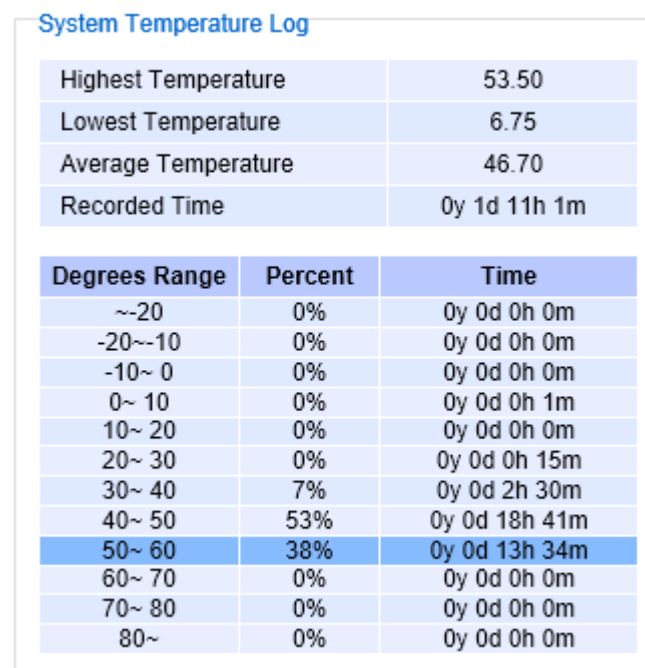 System Temperature Log
Highest Temperature 53.50
Lowest Temperature 6.75
Average Temperature 46.70
Recorded Time 0y 1d 11h 1m
Degrees Range Percent Time
~-20 0% 0y 0d 0h 0m
-20~-10 0% 0y 0d 0h 0m
-10~ 0 0% 0y 0d 0h 0m
0~ 10 0% 0y 0d 0h 1m
10~ 20 0% 0y 0d 0h 0m
20~ 30 0% 0y 0d 0h 15m
30~ 40 7% 0y 0d 2h 30m
40~ 50 53% 0y 0d 18h 41m
50~ 60 38% 0y 0d 13h 34m
60~ 70 0% 0y 0d 0h 0m
70~ 80 0% 0y 0d 0h 0m
80~ 0% 0y 0d 0h 0m